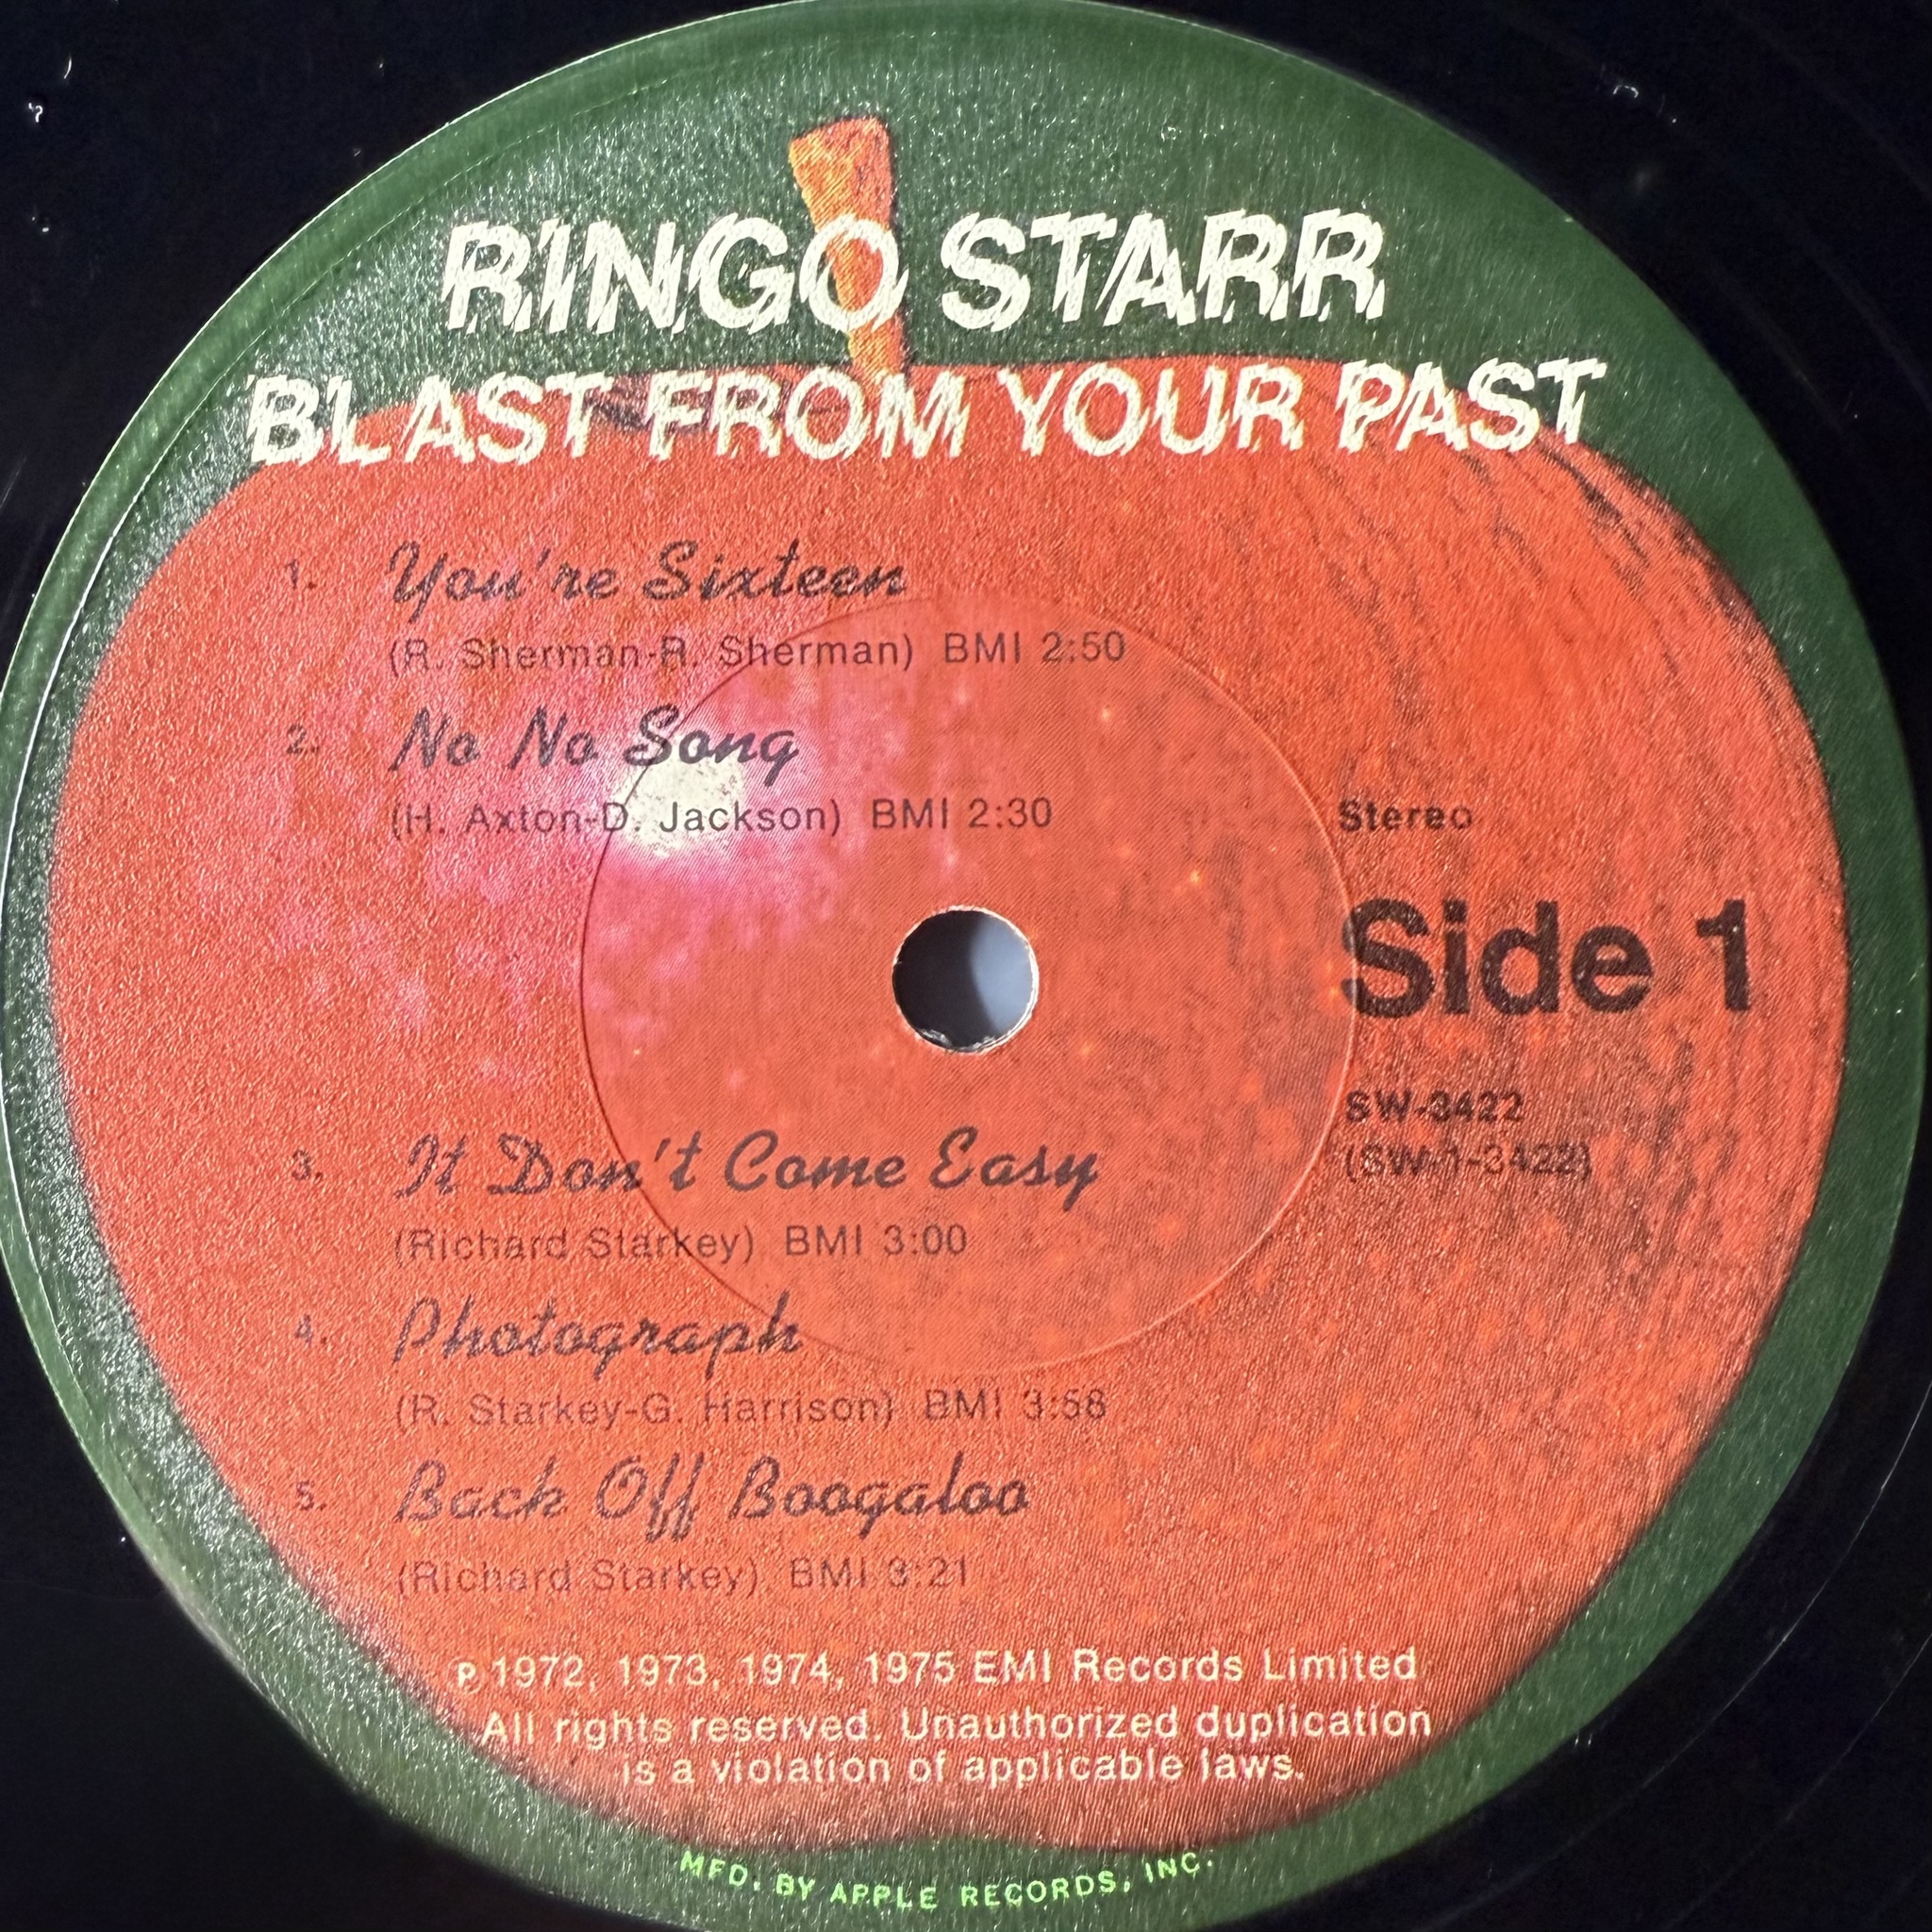 RINGO STARR
BLAST FROM YOUR PAST
1. You're Sixteen
(R. Sherman-R. Sherman) BMI 2:50
2. No No Song
(H. Axton-D. Jackson) BMI 2:30
Stereo
Side 1
SW-3422
(SW-1-3422)
3. It Don't Come Easy
(Richard Starkey) BMI 3:00
4. Photograph
(R. Starkey-G. Harrison) BMI 3:58
5. Back Off Boogaloo
(Richard Starkey) BMI 3:21
℗ 1972, 1973, 1974, 1975 EMI Records Limited
All rights reserved. Unauthorized duplication
is a violation of applicable laws.
MFD. BY APPLE RECORDS, INC.